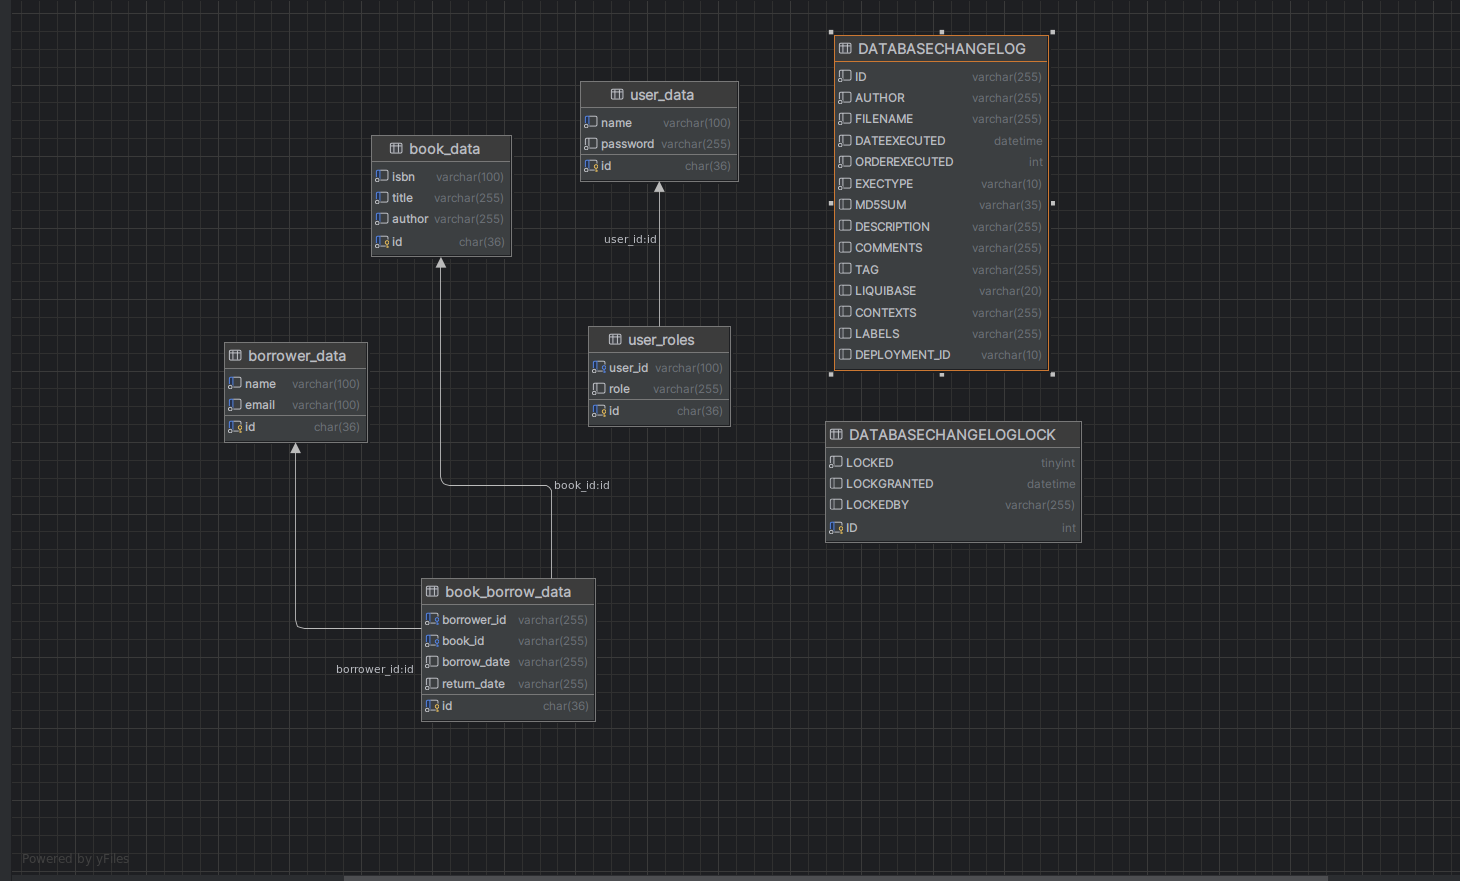 DATABASECHANGELOG
ID varchar(255)
AUTHOR varchar(255)
FILENAME varchar(255)
DATEEXECUTED datetime
ORDEREXECUTED int
EXECTYPE varchar(10)
MD5SUM varchar(35)
DESCRIPTION varchar(255)
COMMENTS varchar(255)
TAG varchar(255)
LIQUIBASE varchar(20)
CONTEXTS varchar(255)
LABELS varchar(255)
DEPLOYMENT_ID varchar(10)
user_data
name varchar(100)
password varchar(255)
id char(36)
book_data
isbn varchar(100)
title varchar(255)
author varchar(255)
id char(36)
user_id:id
user_roles
user_id varchar(100)
role varchar(255)
id char(36)
borrower_data
name varchar(100)
email varchar(100)
id char(36)
DATABASECHANGELOGLOCK
LOCKED tinyint
LOCKGRANTED datetime
LOCKEDBY varchar(255)
ID int
book_id:id
book_borrow_data
borrower_id varchar(255)
book_id varchar(255)
borrow_date varchar(255)
return_date varchar(255)
id char(36)
borrower_id:id
Powered by yFiles